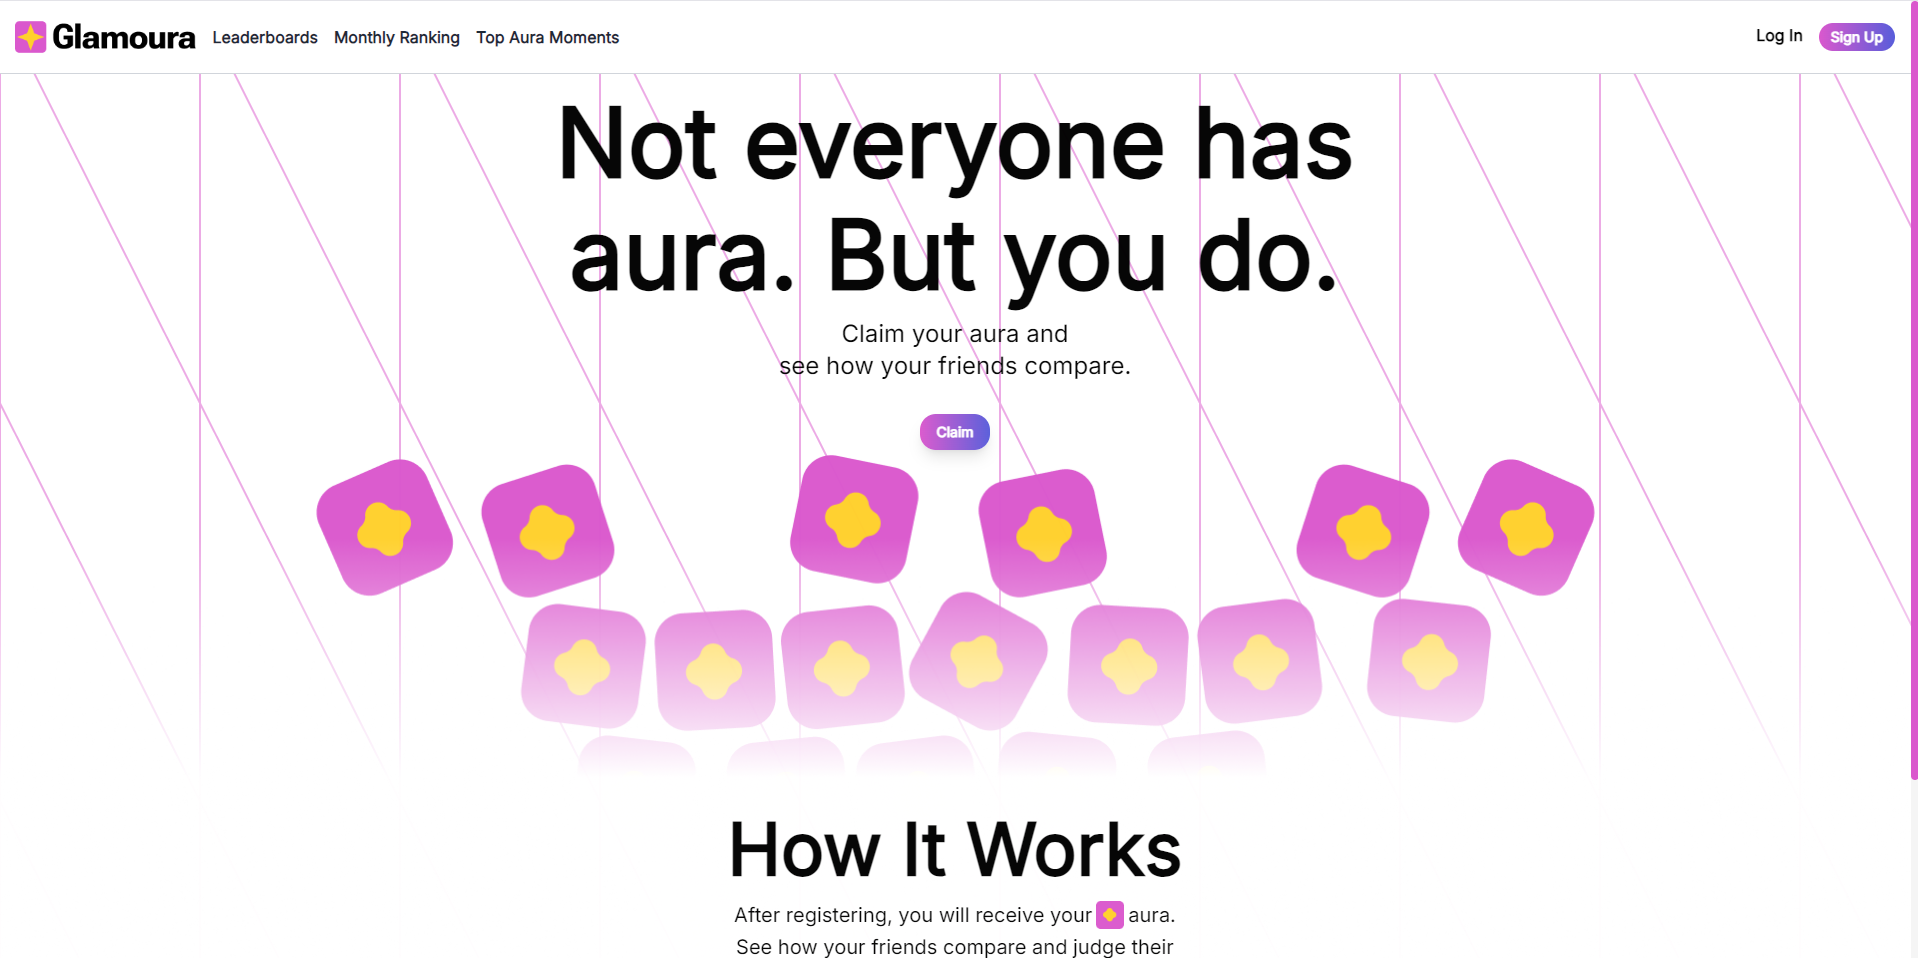 Glamoura Leaderboards Monthly Ranking Top Aura Moments Log In Sign Up
Not everyone has
aura. But you do.
Claim your aura and
see how your friends compare.
Claim
How It Works
After registering, you will receive your aura.
See how your friends compare and judge their